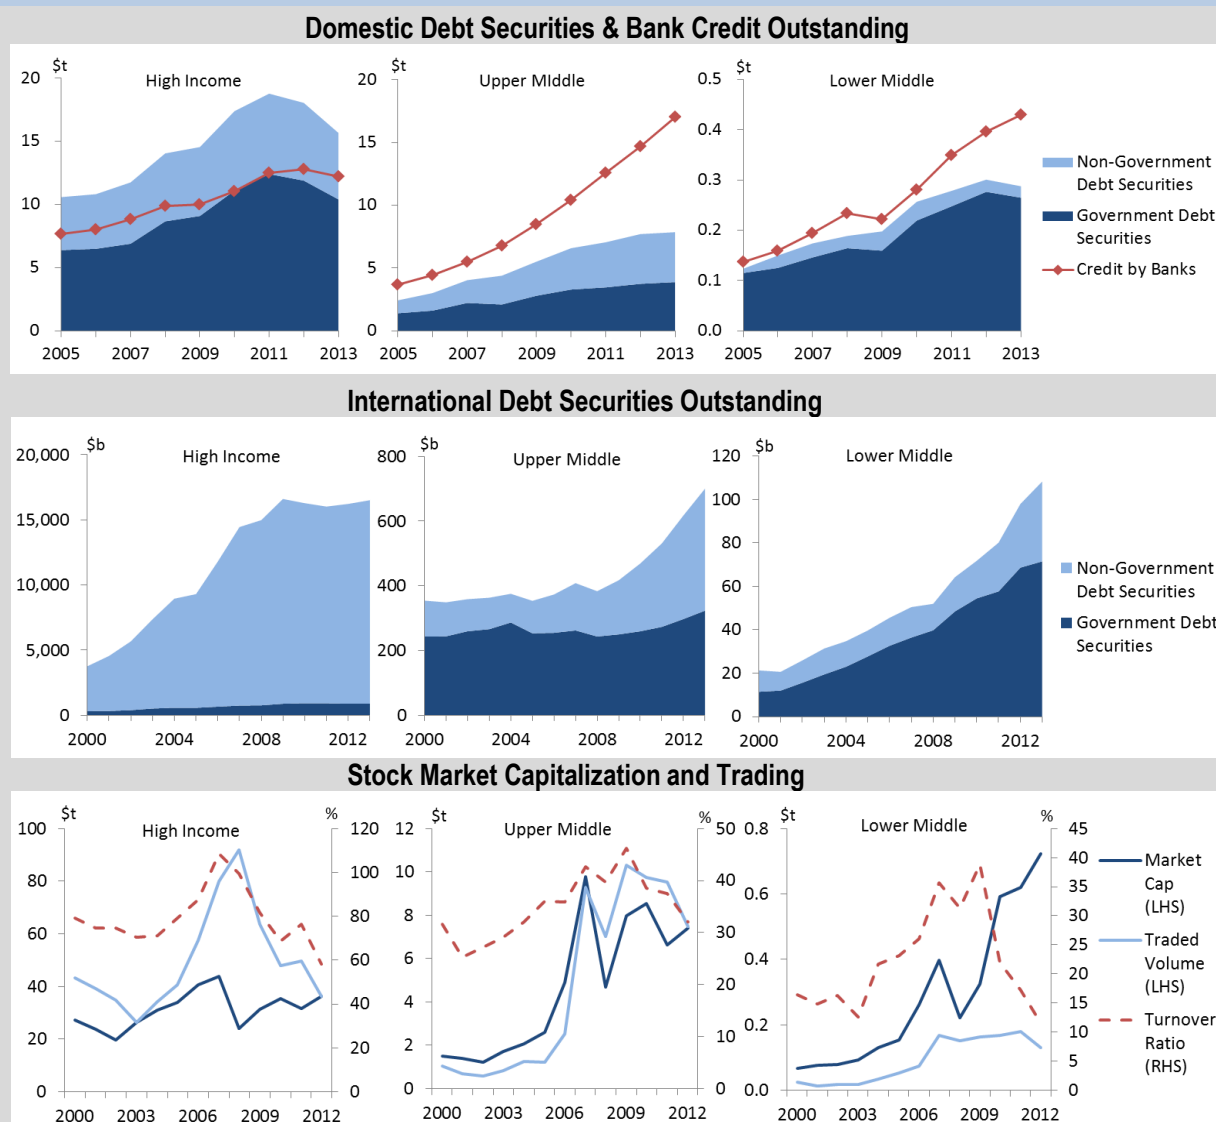 Domestic Debt Securities & Bank Credit Outstanding
$t
High Income
20
15
10
5
0
2005 2007 2009 2011 2013
$t
Upper MIddle
20
15
10
5
0
2005 2007 2009 2011 2013
$t
Lower Middle
0.5
0.4
0.3
0.2
0.1
0.0
2005 2007 2009 2011 2013
Non-Government
Debt Securities
Government Debt
Securities
Credit by Banks
International Debt Securities Outstanding
$b
High Income
20,000
15,000
10,000
5,000
0
2000 2004 2008 2012
$b
Upper Middle
800
600
400
200
0
2000 2004 2008 2012
$b
Lower Middle
120
100
80
60
40
20
0
2000 2004 2008 2012
Non-Government
Debt Securities
Government Debt
Securities
Stock Market Capitalization and Trading
$t
High Income
%
100
80
60
40
20
0
120
100
80
60
40
20
0
2000 2003 2006 2009 2012
$t
Upper Middle
%
12
10
8
6
4
2
0
50
40
30
20
10
0
2000 2003 2006 2009 2012
$t
Lower Middle
%
0.8
0.6
0.4
0.2
0.0
45
40
35
30
25
20
15
10
5
0
2000 2003 2006 2009 2012
Market
Cap
(LHS)
Traded
Volume
(LHS)
Turnover
Ratio
(RHS)